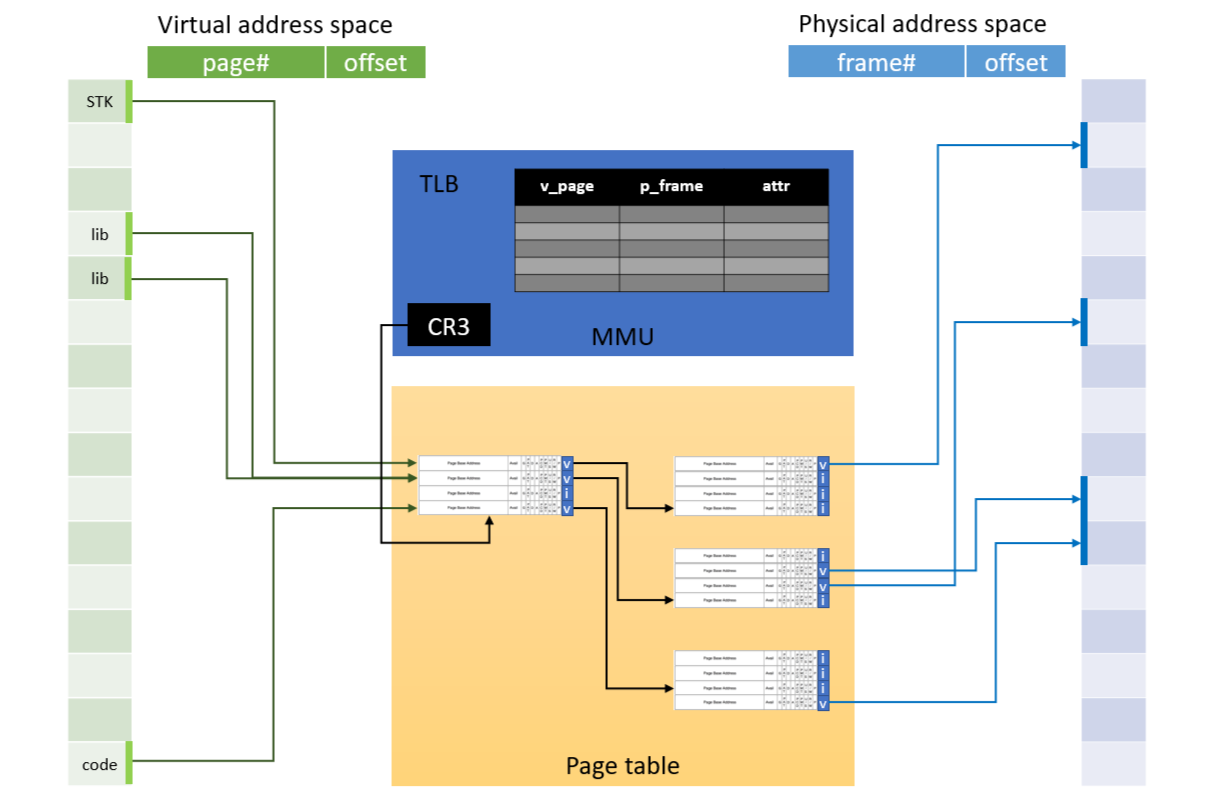 Virtual address space
Physical address space
page# offset
frame# offset
STK
TLB
v_page p_frame attr
lib
lib
CR3
MMU
Page Base Address Avail v
Page Base Address Avail v
Page Base Address Avail i
Page Base Address Avail v
Page Base Address Avail v
Page Base Address Avail i
Page Base Address Avail i
Page Base Address Avail i
Page Base Address Avail i
Page Base Address Avail v
Page Base Address Avail v
Page Base Address Avail i
Page Base Address Avail i
Page Base Address Avail i
Page Base Address Avail i
Page Base Address Avail v
code
Page table